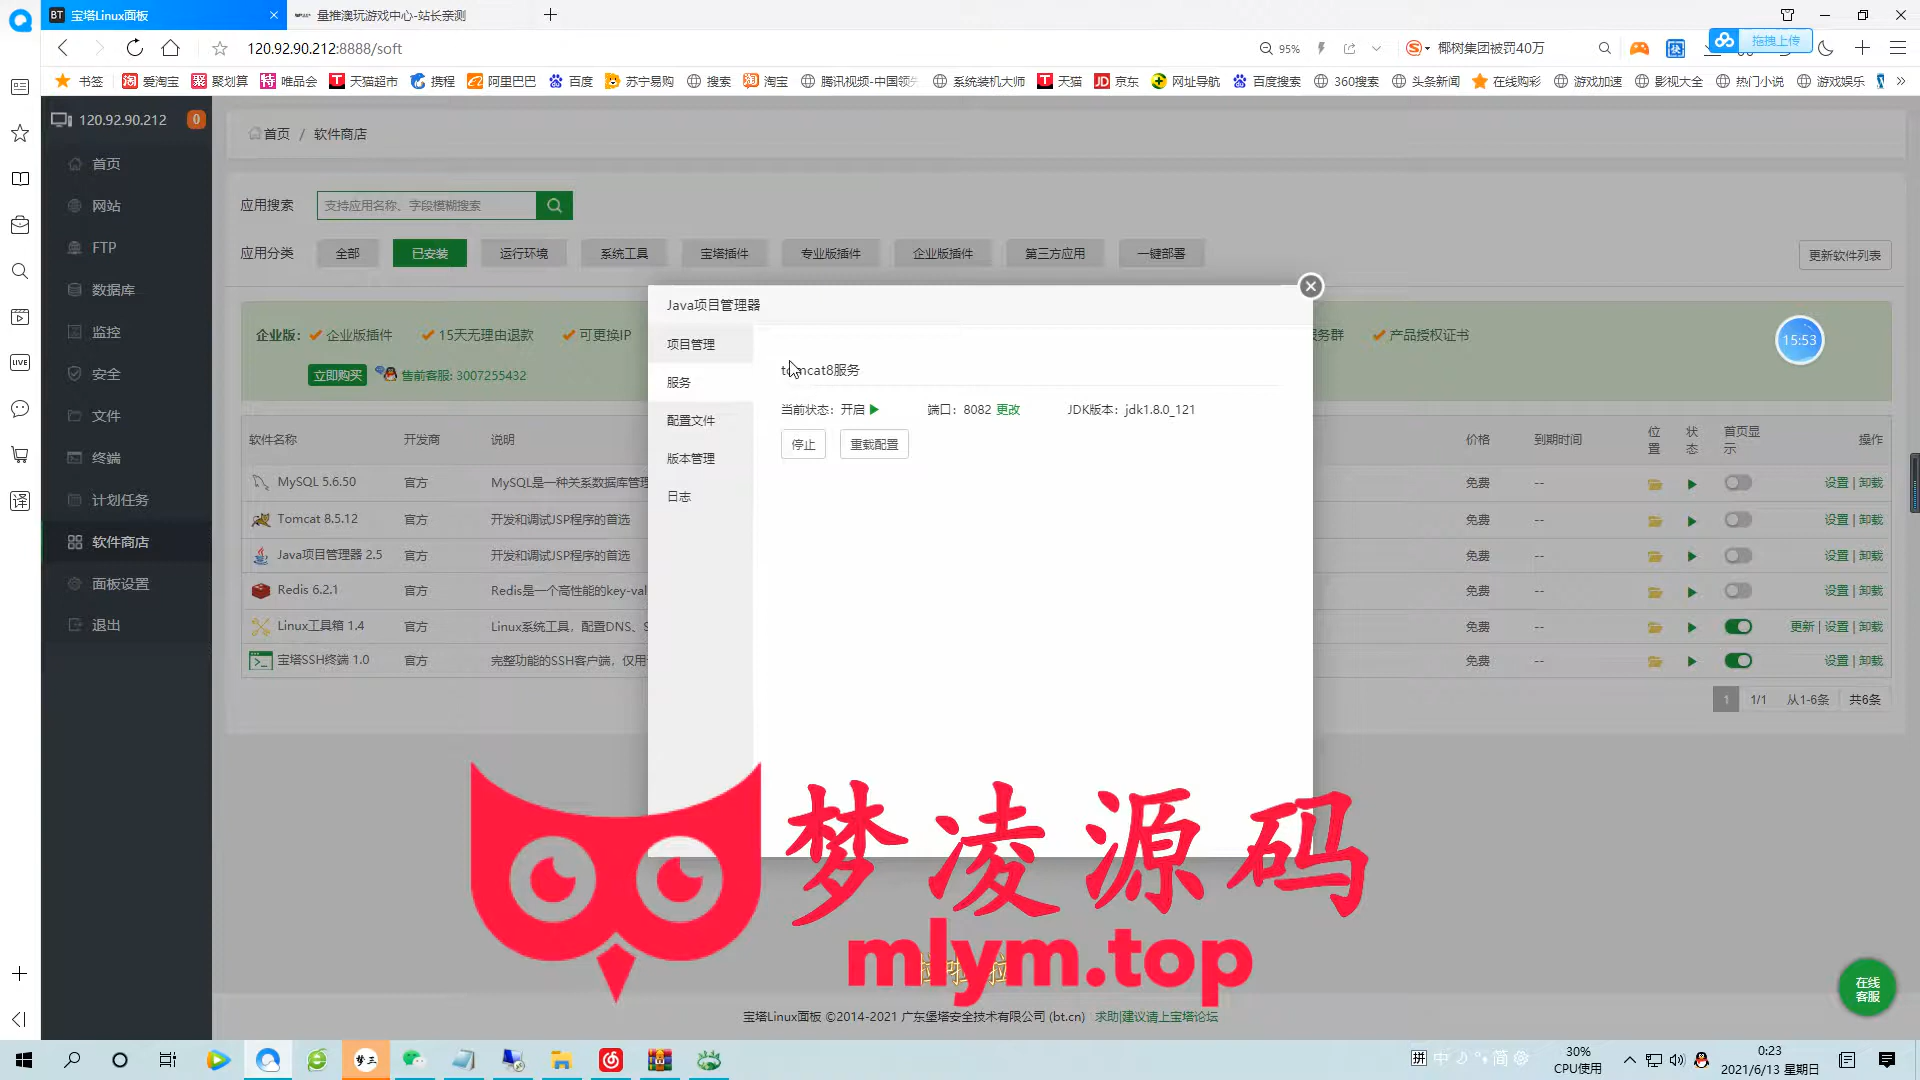 宝塔Linux面板
量推澳玩游戏中心-站长亲测
120.92.90.212:8888/soft
95%
椰树集团被罚40万
拖拽上传
书签 爱淘宝 聚划算 唯品会 天猫超市 携程 阿里巴巴 百度 苏宁易购 搜索 淘宝 腾讯视频-中国领先 系统装机大师 天猫 京东 网址导航 百度搜索 360搜索 头条新闻 在线购彩 游戏加速 影视大全 热门小说 游戏娱乐
120.92.90.212
0
首页 / 软件商店
首页
网站
FTP
数据库
监控
安全
文件
终端
计划任务
软件商店
面板设置
退出
应用搜索 支持应用名称、字段模糊搜索
应用分类 全部 已安装 运行环境 系统工具 宝塔插件 专业版插件 企业版插件 第三方应用 一键部署
更新软件列表
企业版： 企业版插件 15天无理由退款 可更换IP 服务群 产品授权证书
立即购买 售前客服: 3007255432
15:53
软件名称 开发商 说明 价格 到期时间 位置 状态 首页显示 操作
MySQL 5.6.50 官方 MySQL是一种关系数据库管理 免费 -- 设置 | 卸载
Tomcat 8.5.12 官方 开发和调试JSP程序的首选 免费 -- 设置 | 卸载
Java项目管理器 2.5 官方 开发和调试JSP程序的首选 免费 -- 设置 | 卸载
Redis 6.2.1 官方 Redis是一个高性能的key-val 免费 -- 设置 | 卸载
Linux工具箱 1.4 官方 Linux系统工具，配置DNS、S 免费 -- 更新 | 设置 | 卸载
宝塔SSH终端 1.0 官方 完整功能的SSH客户端，仅用 免费 -- 设置 | 卸载
1 1/1 从1-6条 共6条
Java项目管理器
项目管理
服务
配置文件
版本管理
日志
tomcat8服务
当前状态：开启 端口：8082 更改 JDK版本：jdk1.8.0_121
停止 重载配置
梦凌源码
mlym.top
在线客服
宝塔Linux面板 ©2014-2021 广东堡塔安全技术有限公司 (bt.cn) 求助|建议请上宝塔论坛
LIVE
译
梦三
拼 中 简
30%
CPU使用
0:23
2021/6/13 星期日